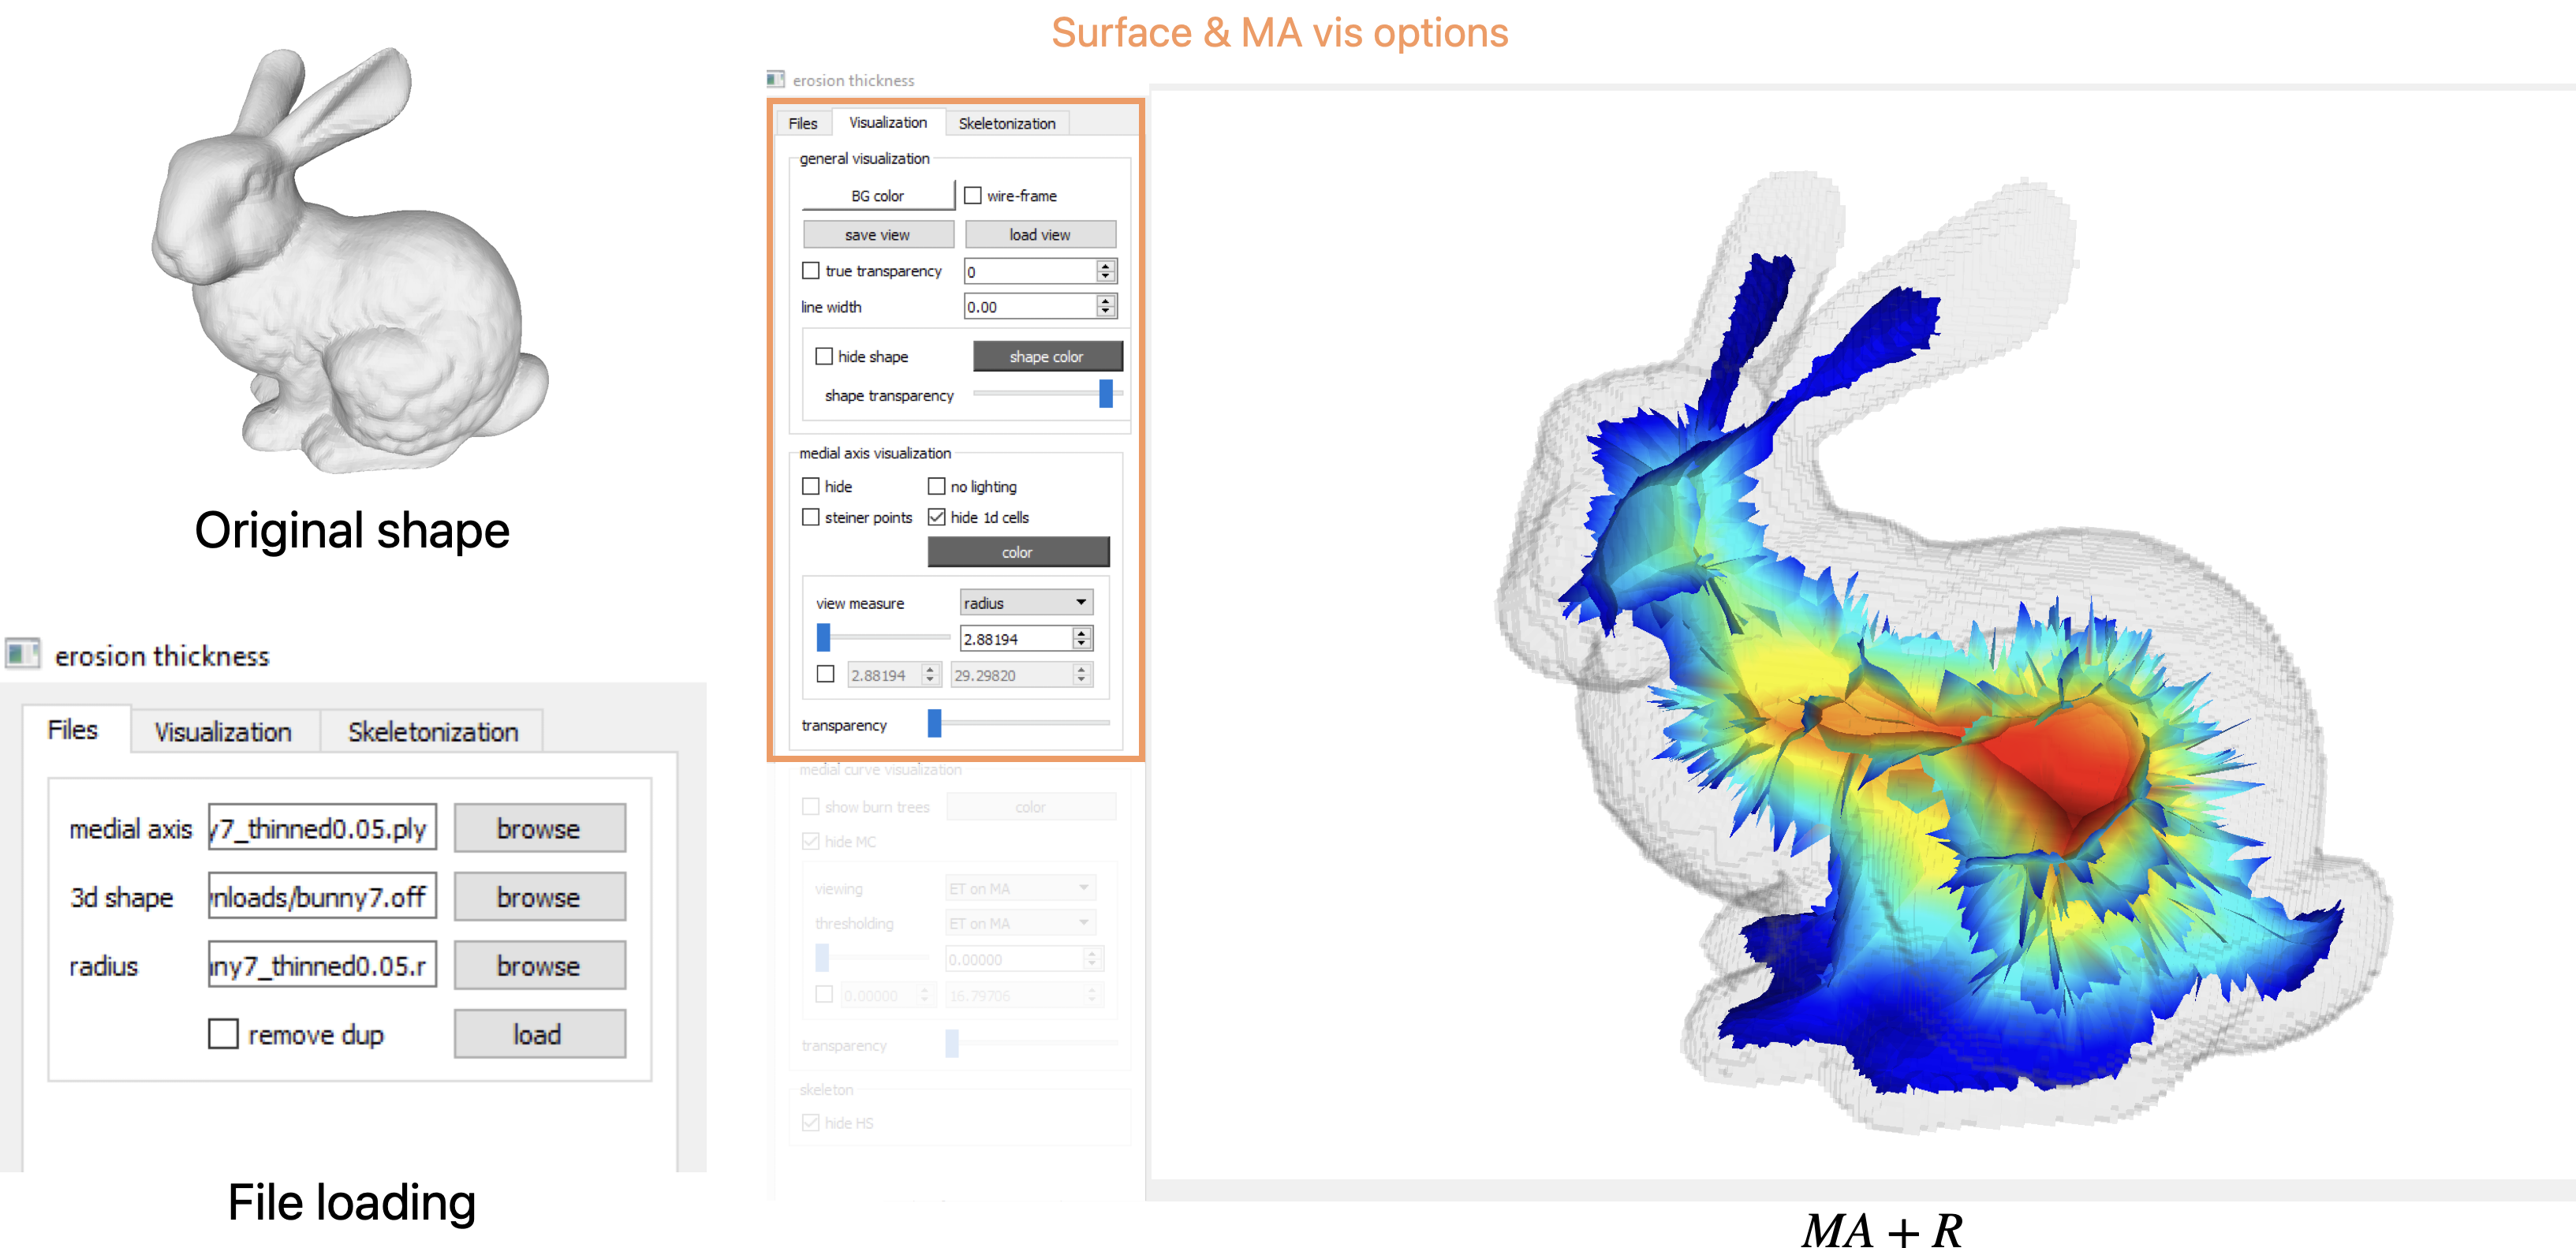 Surface & MA vis options
Original shape
erosion thickness
Files Visualization Skeletonization
medial axis y7_thinned0.05.ply browse
3d shape nloads/bunny7.off browse
radius ny7_thinned0.05.r browse
remove dup load
File loading
erosion thickness
Files Visualization Skeletonization
general visualization
BG color wire-frame
save view load view
true transparency 0
line width 0.00
hide shape shape color
shape transparency
medial axis visualization
hide no lighting
steiner points hide 1d cells
color
view measure radius
2.88194
2.88194 29.29820
transparency
medial curve visualization
show burn trees color
hide MC
viewing ET on MA
thresholding ET on MA
0.00000
0.00000 16.79706
transparency
skeleton
hide HS
MA + R